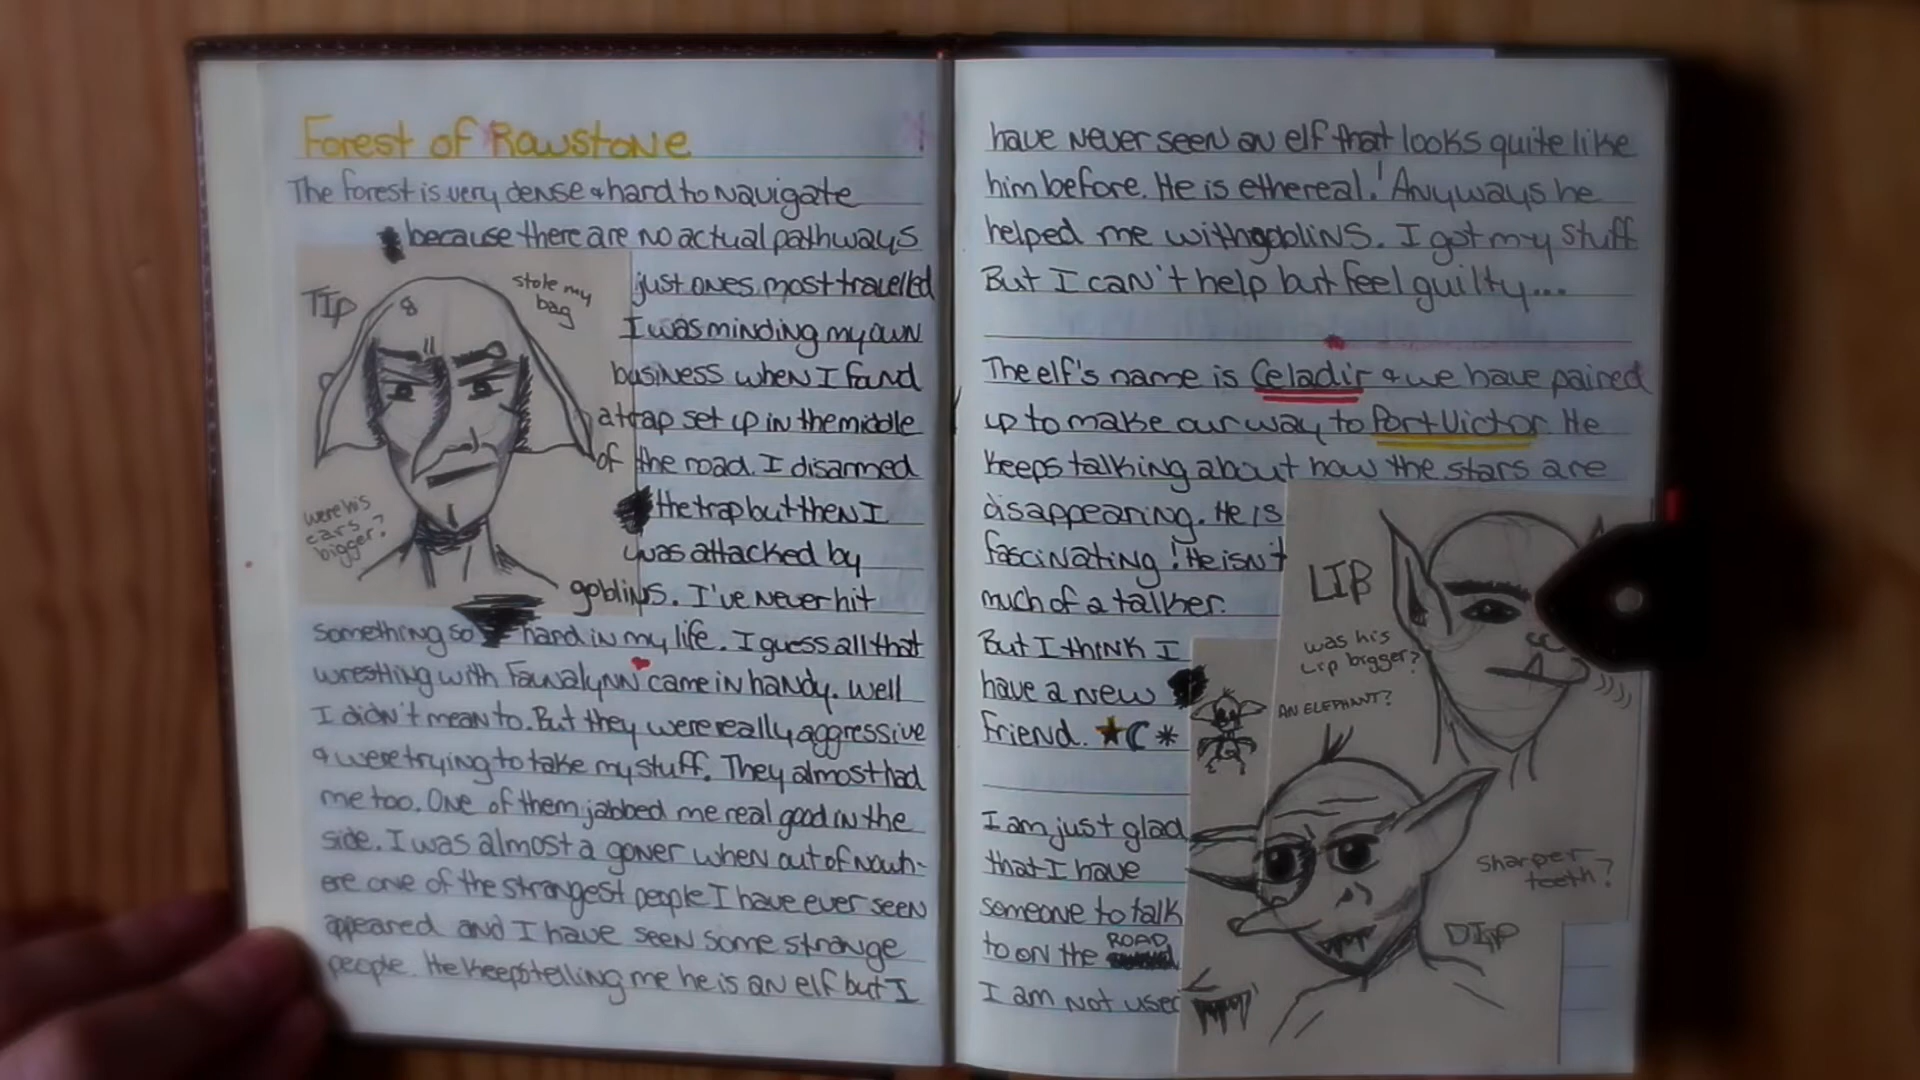 Forest of Rawstone
The forest is very dense & hard to navigate
because there are no actual pathways
just ones most travelled
I was minding my own
business when I found
a trap set up in the middle
of the road. I disarmed
the trap but then I
was attacked by
goblins. I've never hit
something so hard in my life. I guess all that
wrestling with Faunalynn came in handy. Well
I didn't mean to. But they were really aggressive
& were trying to take my stuff. They almost had
me too. One of them jabbed me real good in the
side. I was almost a goner when out of nowh-
ere one of the strangest people I have ever seen
appeared and I have seen some strange
people. He keeps telling me he is an elf but I
TIP
8
stole my
bag
were his
ears
bigger?
have never seen an elf that looks quite like
him before. He is ethereal! Anyways he
helped me with goblins. I got my stuff
But I can't help but feel guilty...
The elf's name is Celadir & we have paired
up to make our way to Port Victor. He
keeps talking about how the stars are
disappearing. He is
fascinating! He isn't
much of a talker.
But I think I
have a new
friend.
I am just glad
that I have
someone to talk
to on the ROAD
I am not used
LIB
was his
Lip bigger?
AN ELEPHANT?
sharper
teeth?
DIP